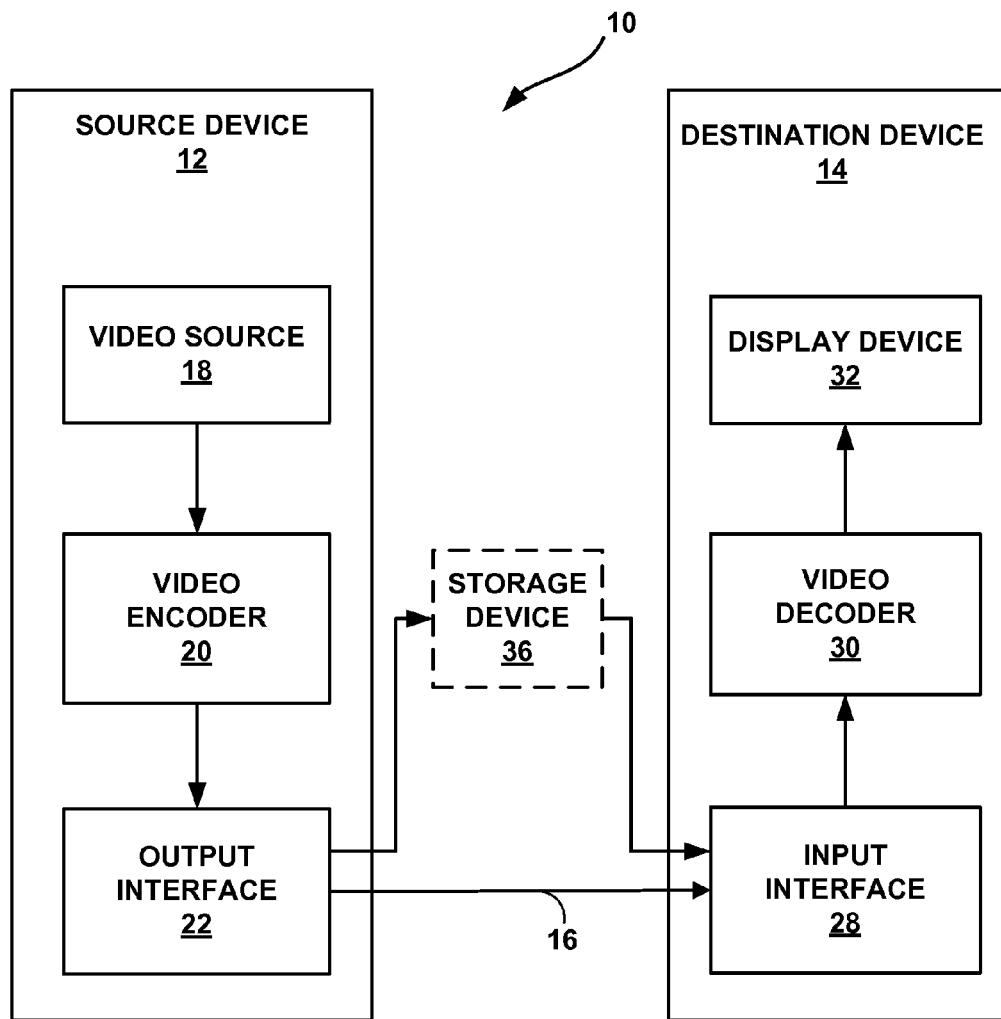 10
SOURCE DEVICE
12
VIDEO SOURCE
18
VIDEO
ENCODER
20
OUTPUT
INTERFACE
22
STORAGE
DEVICE
36
16
DESTINATION DEVICE
14
DISPLAY DEVICE
32
VIDEO
DECODER
30
INPUT
INTERFACE
28